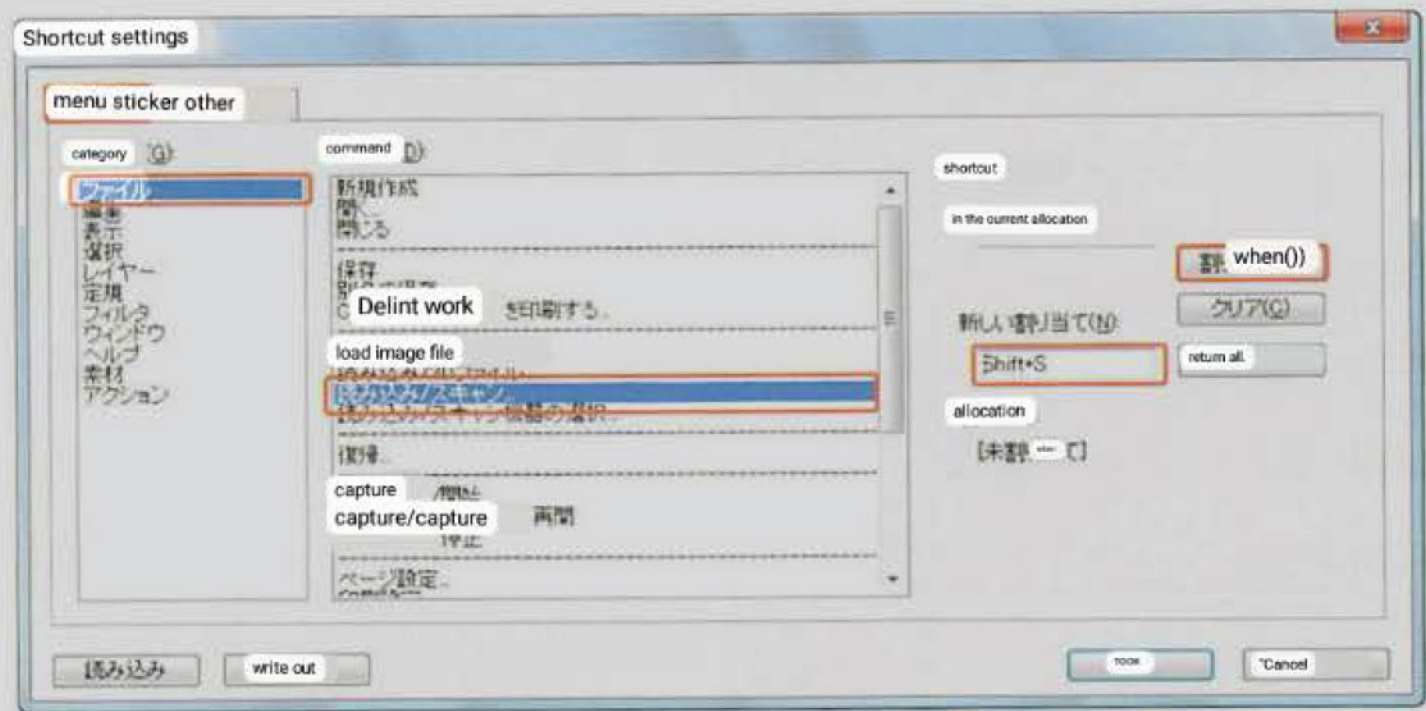 Shortcut settings
menu sticker other
category (G):
command D):
ファイル
編集
表示
選択
レイヤー
定規
フィルタ
ウィンドウ
ヘルプ
素材
アクション
新規作成
開く
閉じる
保存
Delint work を印刷する...
load image file
読み込み/スキャン...
読み込み/スキャン機器の選択...
復帰...
capture
capture/capture 再開
停止
ページ設定...
shortcut
in the current allocation
when())
クリア(C)
新しい割り当て(N):
Shift+S
return all
allocation
[未割 て]
読み込み
write out
"Cancel